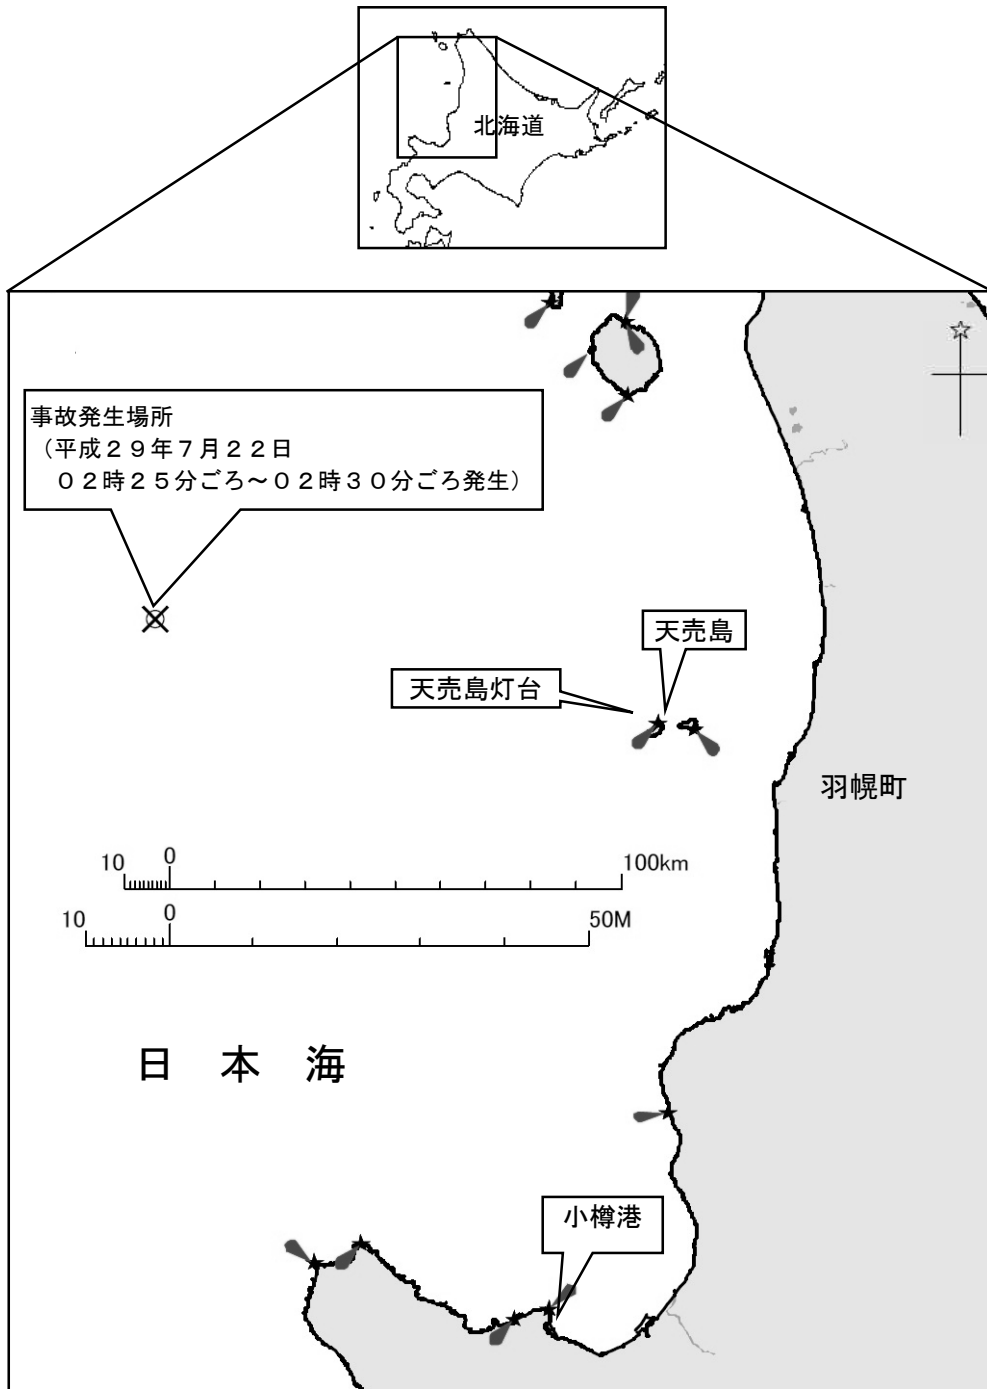 北海道
事故発生場所
（平成２９年７月２２日
０２時２５分ごろ～０２時３０分ごろ発生）
天売島
天売島灯台
羽幌町
10 0 100km
10 0 50M
日 本 海
小樽港